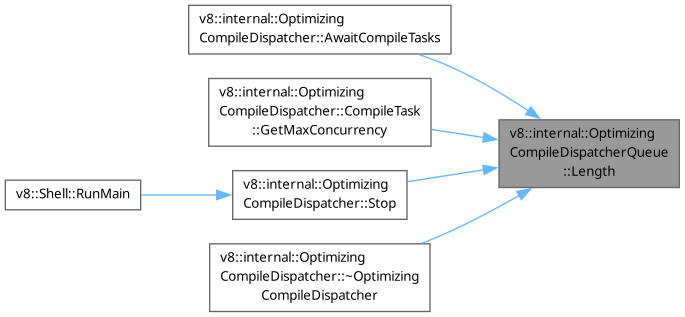 v8::internal::Optimizing
CompileDispatcher::AwaitCompileTasks
v8::internal::Optimizing
CompileDispatcher::CompileTask
::GetMaxConcurrency
v8::internal::Optimizing
CompileDispatcherQueue
::Length
v8::Shell::RunMain
v8::internal::Optimizing
CompileDispatcher::Stop
v8::internal::Optimizing
CompileDispatcher::~Optimizing
CompileDispatcher